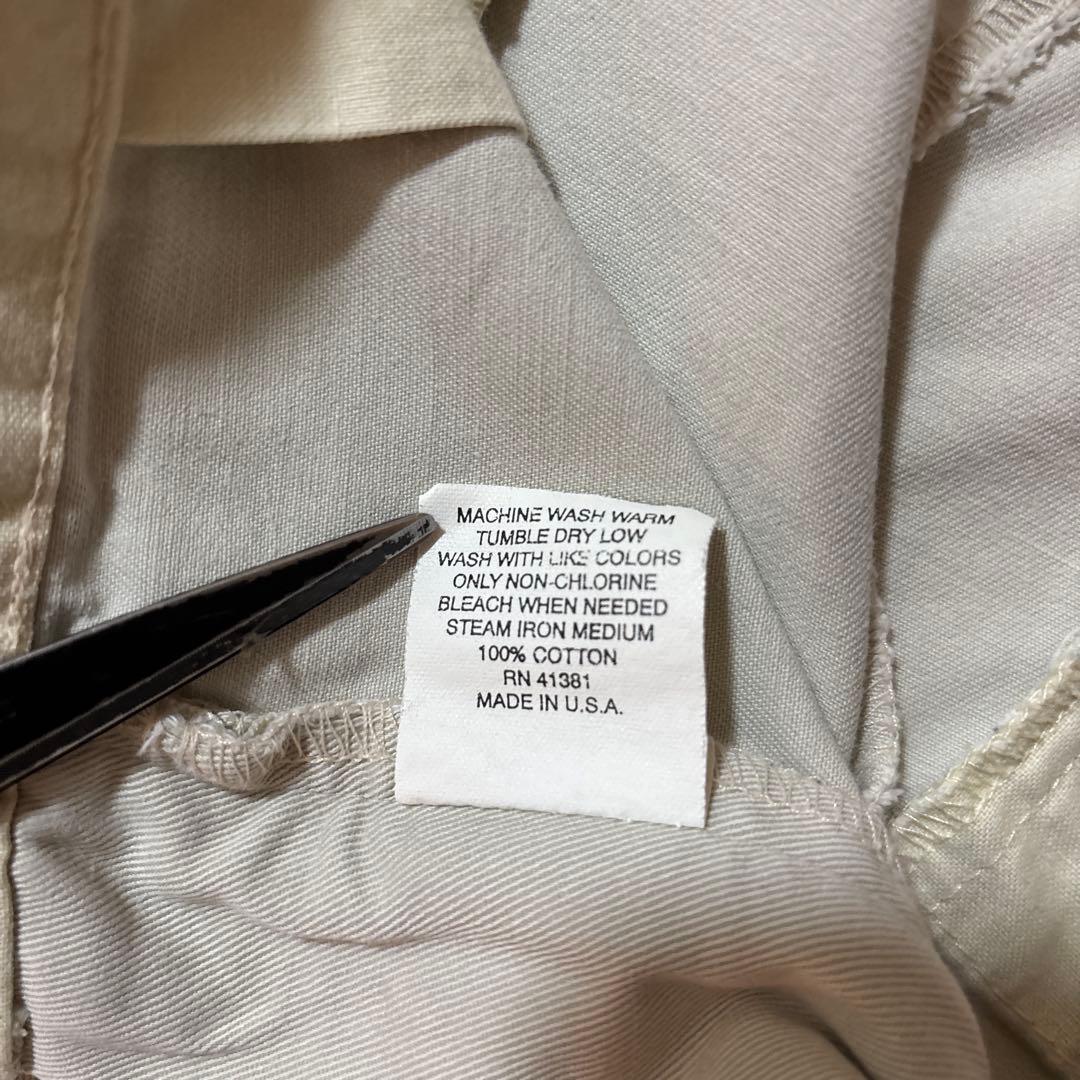 MACHINE WASH WARM
TUMBLE DRY LOW
WASH WITH LIKE COLORS
ONLY NON-CHLORINE
BLEACH WHEN NEEDED
STEAM IRON MEDIUM
100% COTTON
RN 41381
MADE IN U.S.A.